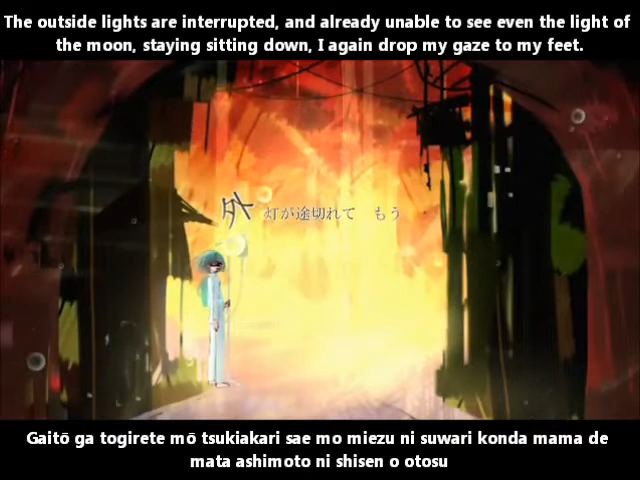 The outside lights are interrupted, and already unable to see even the light of
the moon, staying sitting down, I again drop my gaze to my feet.
外灯が途切れて　もう
Gaitō ga togirete mō tsukiakari sae mo miezu ni suwari konda mama de
mata ashimoto ni shisen o otosu